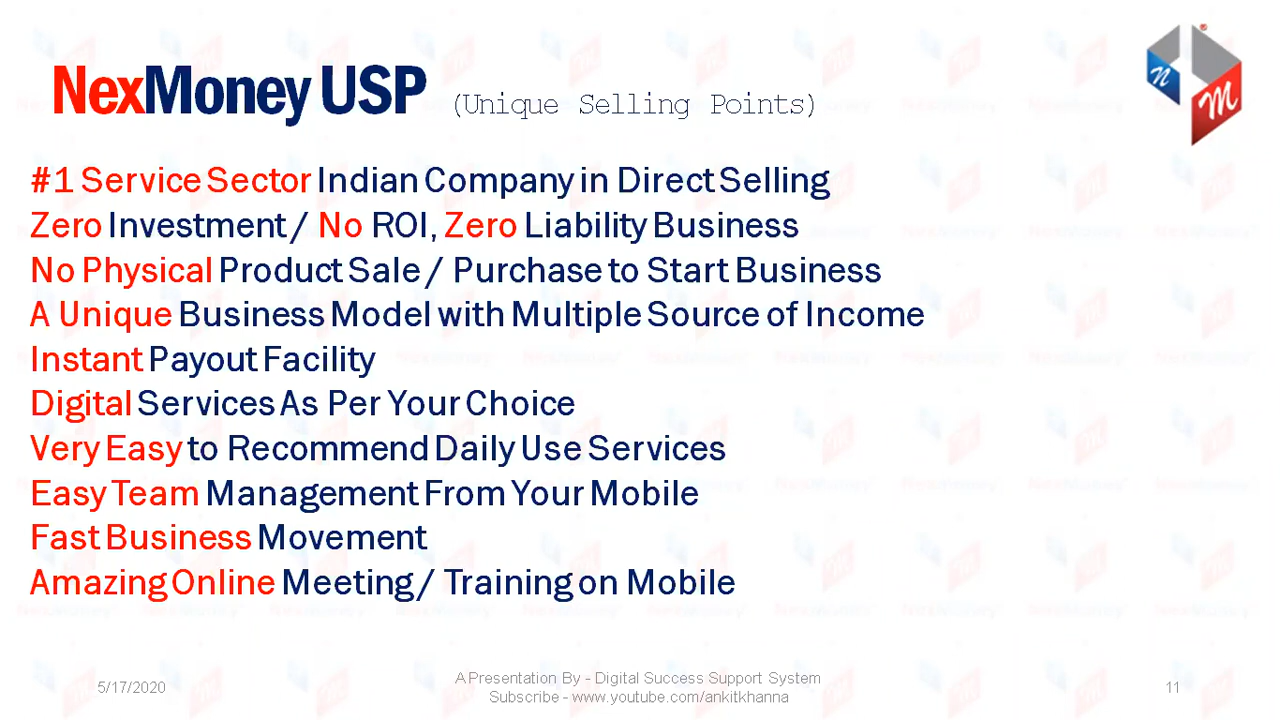 NexMoney USP (Unique Selling Points)
n
m
#1 Service Sector Indian Company in Direct Selling
Zero Investment / No ROI, Zero Liability Business
No Physical Product Sale / Purchase to Start Business
A Unique Business Model with Multiple Source of Income
Instant Payout Facility
Digital Services As Per Your Choice
Very Easy to Recommend Daily Use Services
Easy Team Management From Your Mobile
Fast Business Movement
Amazing Online Meeting / Training on Mobile
5/17/2020
A Presentation By - Digital Success Support System
Subscribe - www.youtube.com/ankitkhanna
11